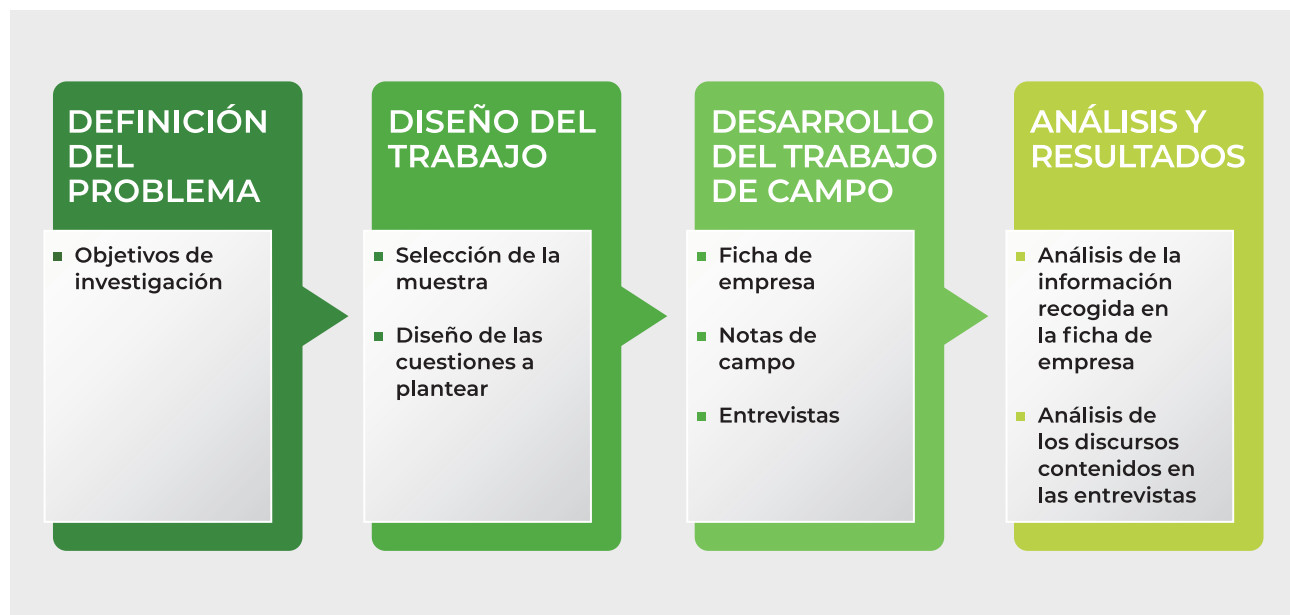 DEFINICIÓN
DEL
PROBLEMA
Objetivos de
investigación
DISEÑO DEL
TRABAJO
Selección de la
muestra
Diseño de las
cuestiones a
plantear
DESARROLLO
DEL TRABAJO
DE CAMPO
Ficha de
empresa
Notas de
campo
Entrevistas
ANÁLISIS Y
RESULTADOS
Análisis de la
información
recogida en
la ficha de
empresa
Análisis de
los discursos
contenidos en
las entrevistas